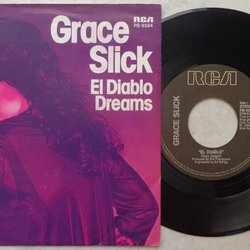 RCA
PB-9584
Grace
Slick
El Diablo
Dreams
RCA
GRACE SLICK
"EL DIABLO"